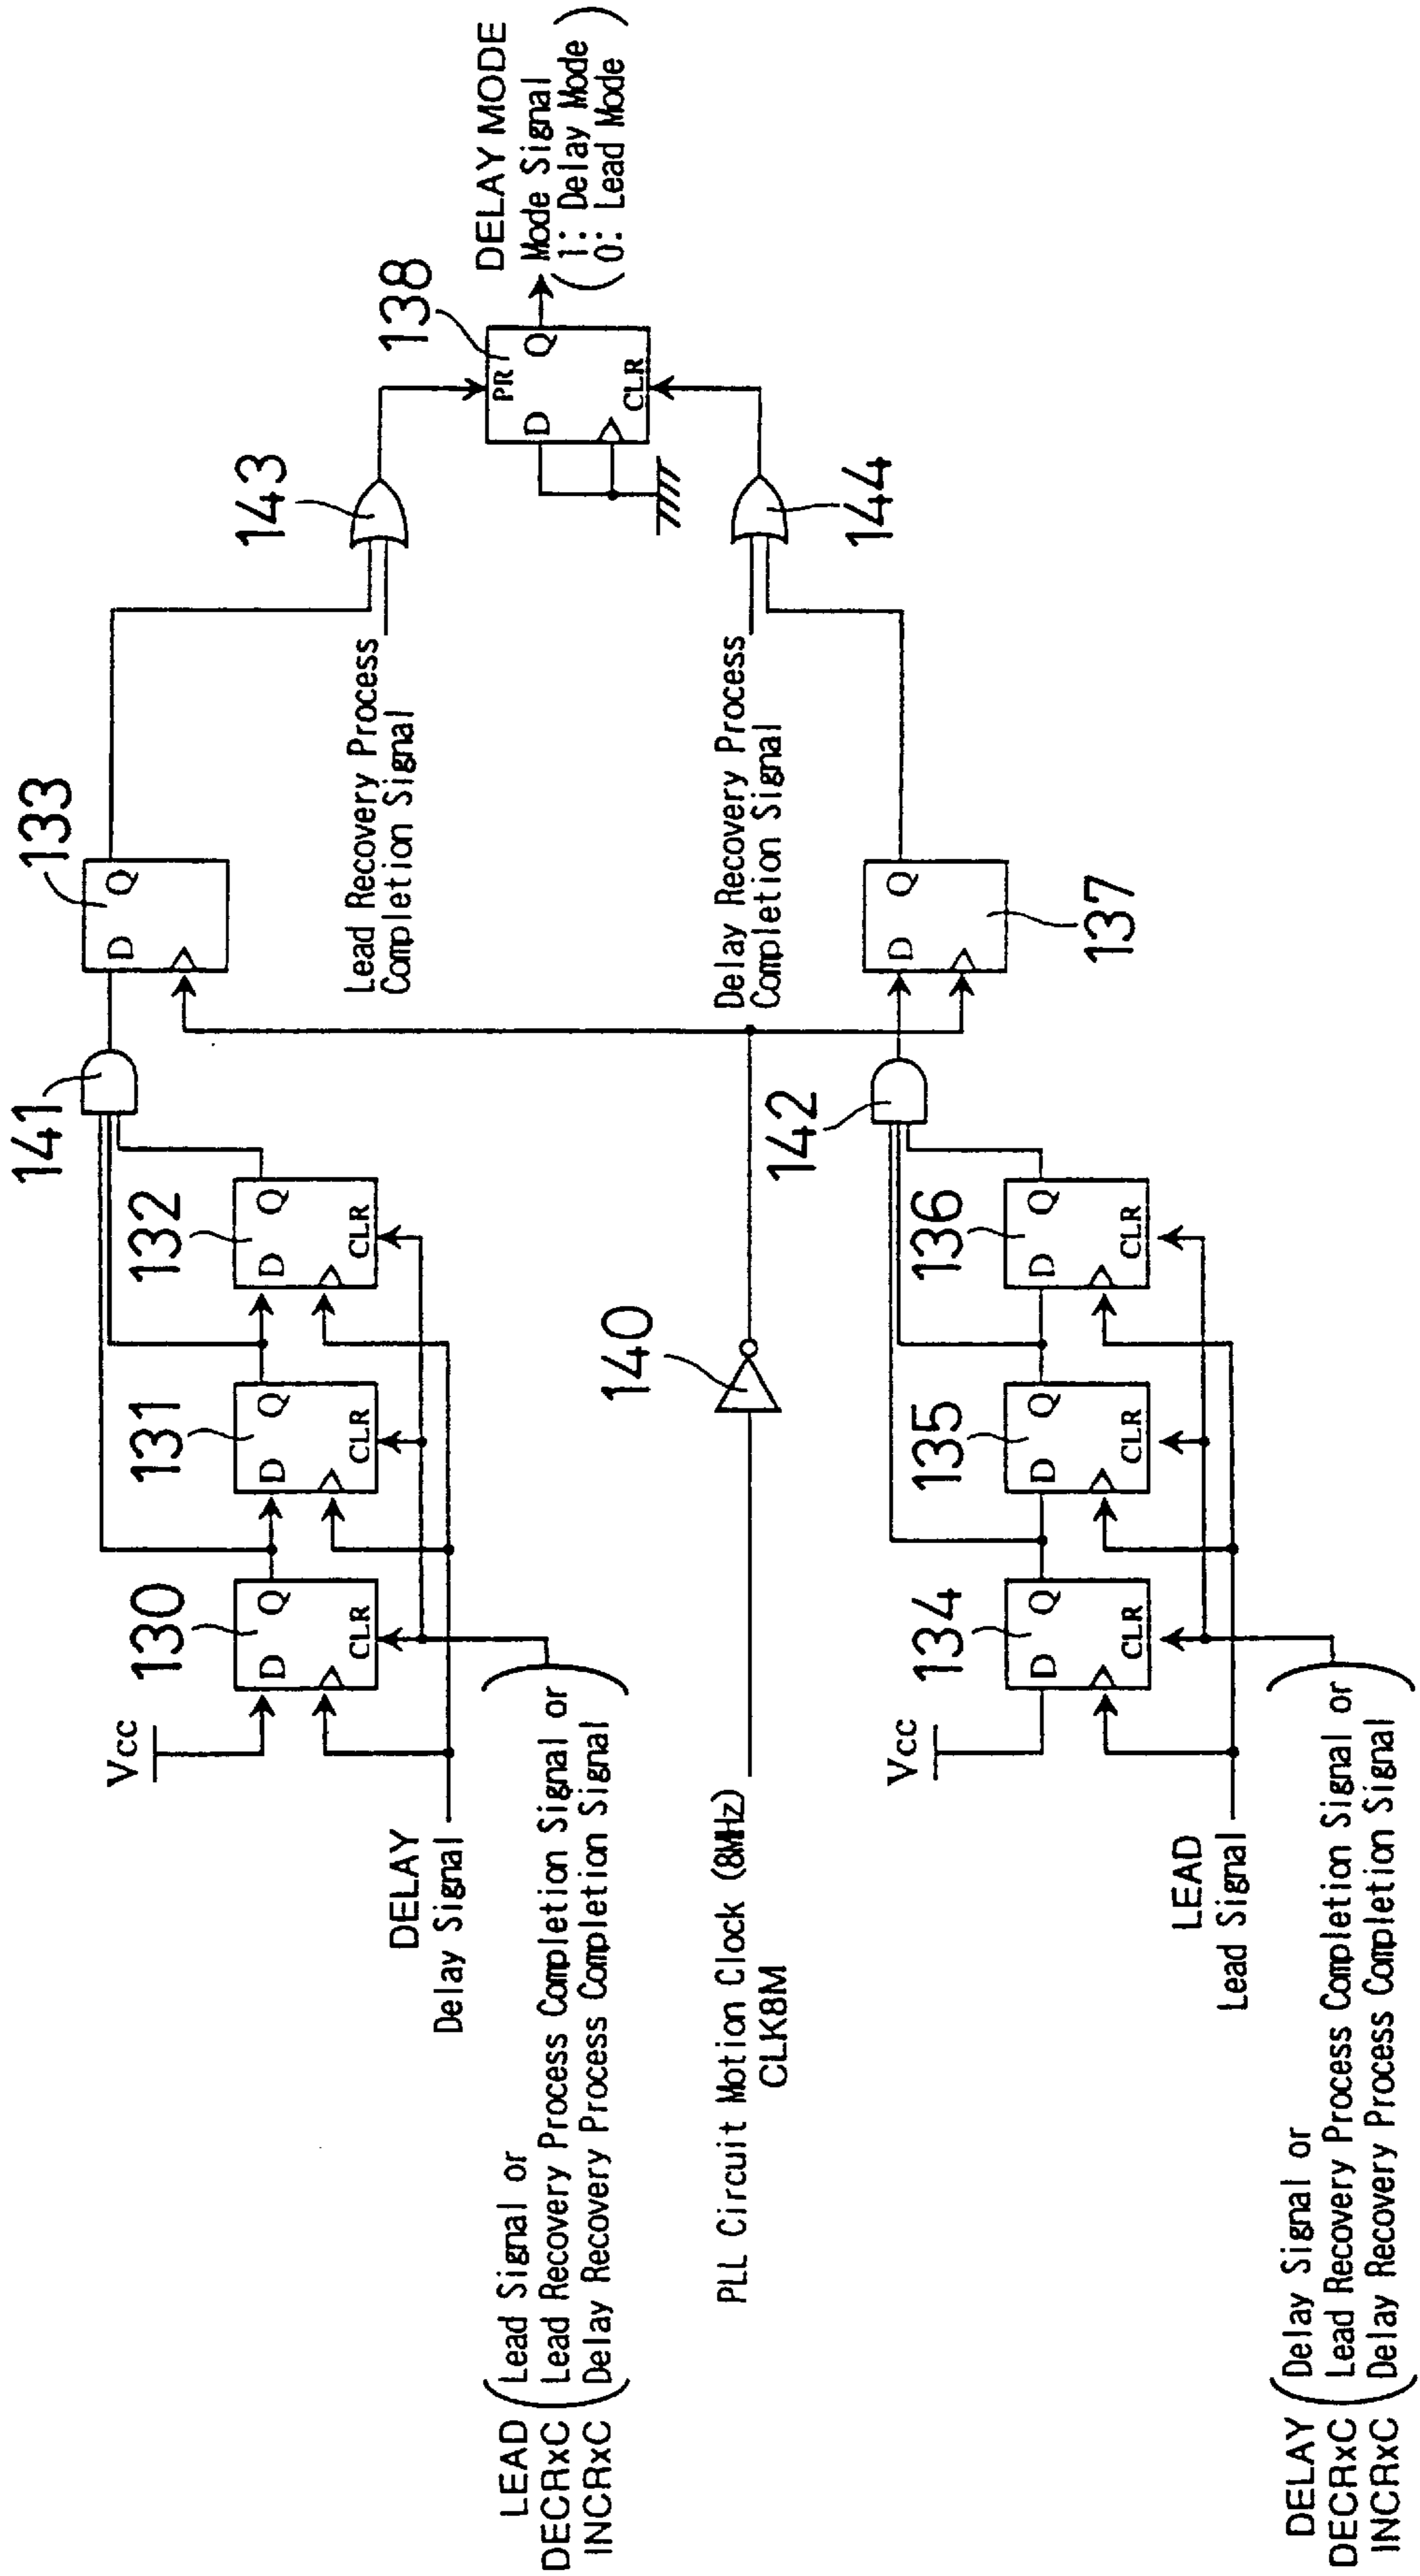 DELAY MODE
Mode Signal
1: Delay Mode
0: Lead Mode
138
PR
D
Q
CLR
143
144
Lead Recovery Process
Completion Signal
Delay Recovery Process
Completion Signal
133
D
Q
137
D
Q
141
142
132
D
Q
CLR
131
D
Q
CLR
130
D
Q
CLR
Vcc
DELAY
Delay Signal
LEAD
DECRxC
INCRxC
Lead Signal or
Lead Recovery Process Completion Signal or
Delay Recovery Process Completion Signal
140
PLL Circuit Motion Clock (8MHz)
CLK8M
136
D
Q
CLR
135
D
Q
CLR
134
D
Q
CLR
Vcc
LEAD
Lead Signal
DELAY
DECRxC
INCRxC
Delay Signal or
Lead Recovery Process Completion Signal or
Delay Recovery Process Completion Signal